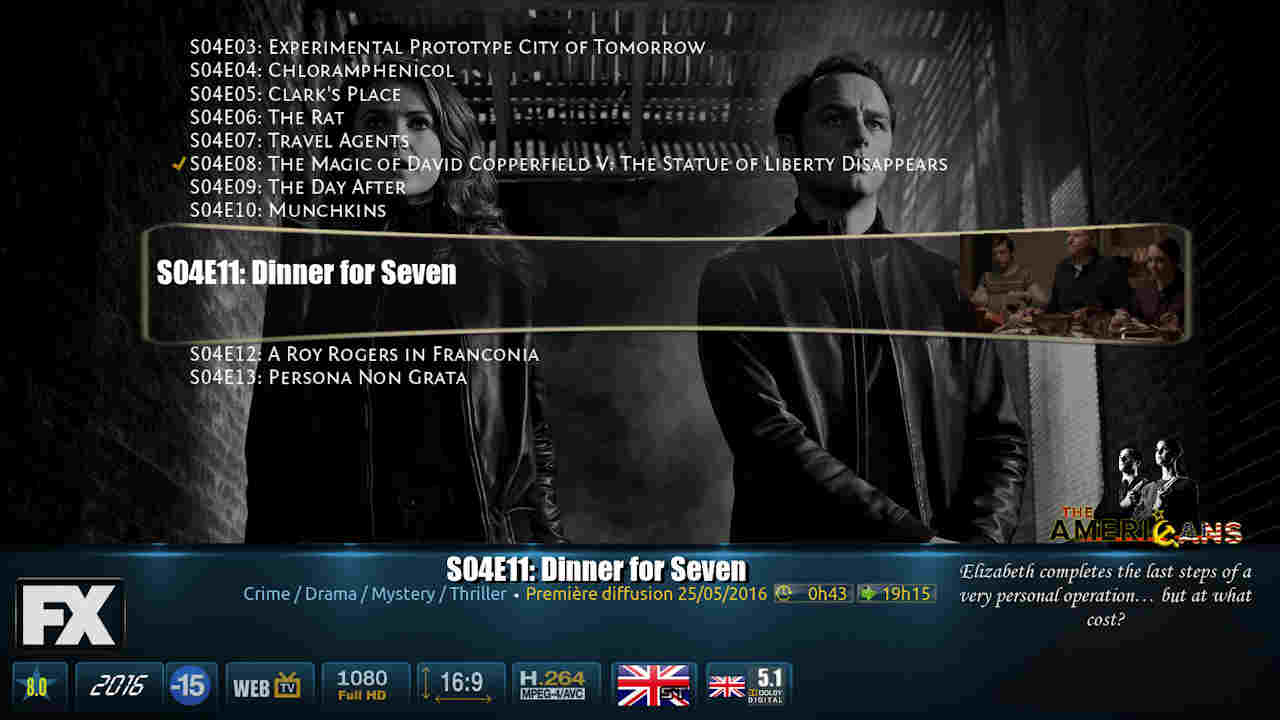 S04E03: Experimental Prototype City of Tomorrow
S04E04: Chloramphenicol
S04E05: Clark's Place
S04E06: The Rat
S04E07: Travel Agents
S04E08: The Magic of David Copperfield V: The Statue of Liberty Disappears
S04E09: The Day After
S04E10: Munchkins
S04E11: Dinner for Seven
S04E12: A Roy Rogers in Franconia
S04E13: Persona Non Grata
THE
AMERICANS
S04E11: Dinner for Seven
Crime / Drama / Mystery / Thriller • Première diffusion 25/05/2016 0h43 19h15
Elizabeth completes the last steps of a
very personal operation… but at what
cost?
FX
8.0
2016
-15
WEB TV
1080
Full HD
16:9
H.264
MPEG-4/AVC
SRT
5.1
DOLBY
DIGITAL